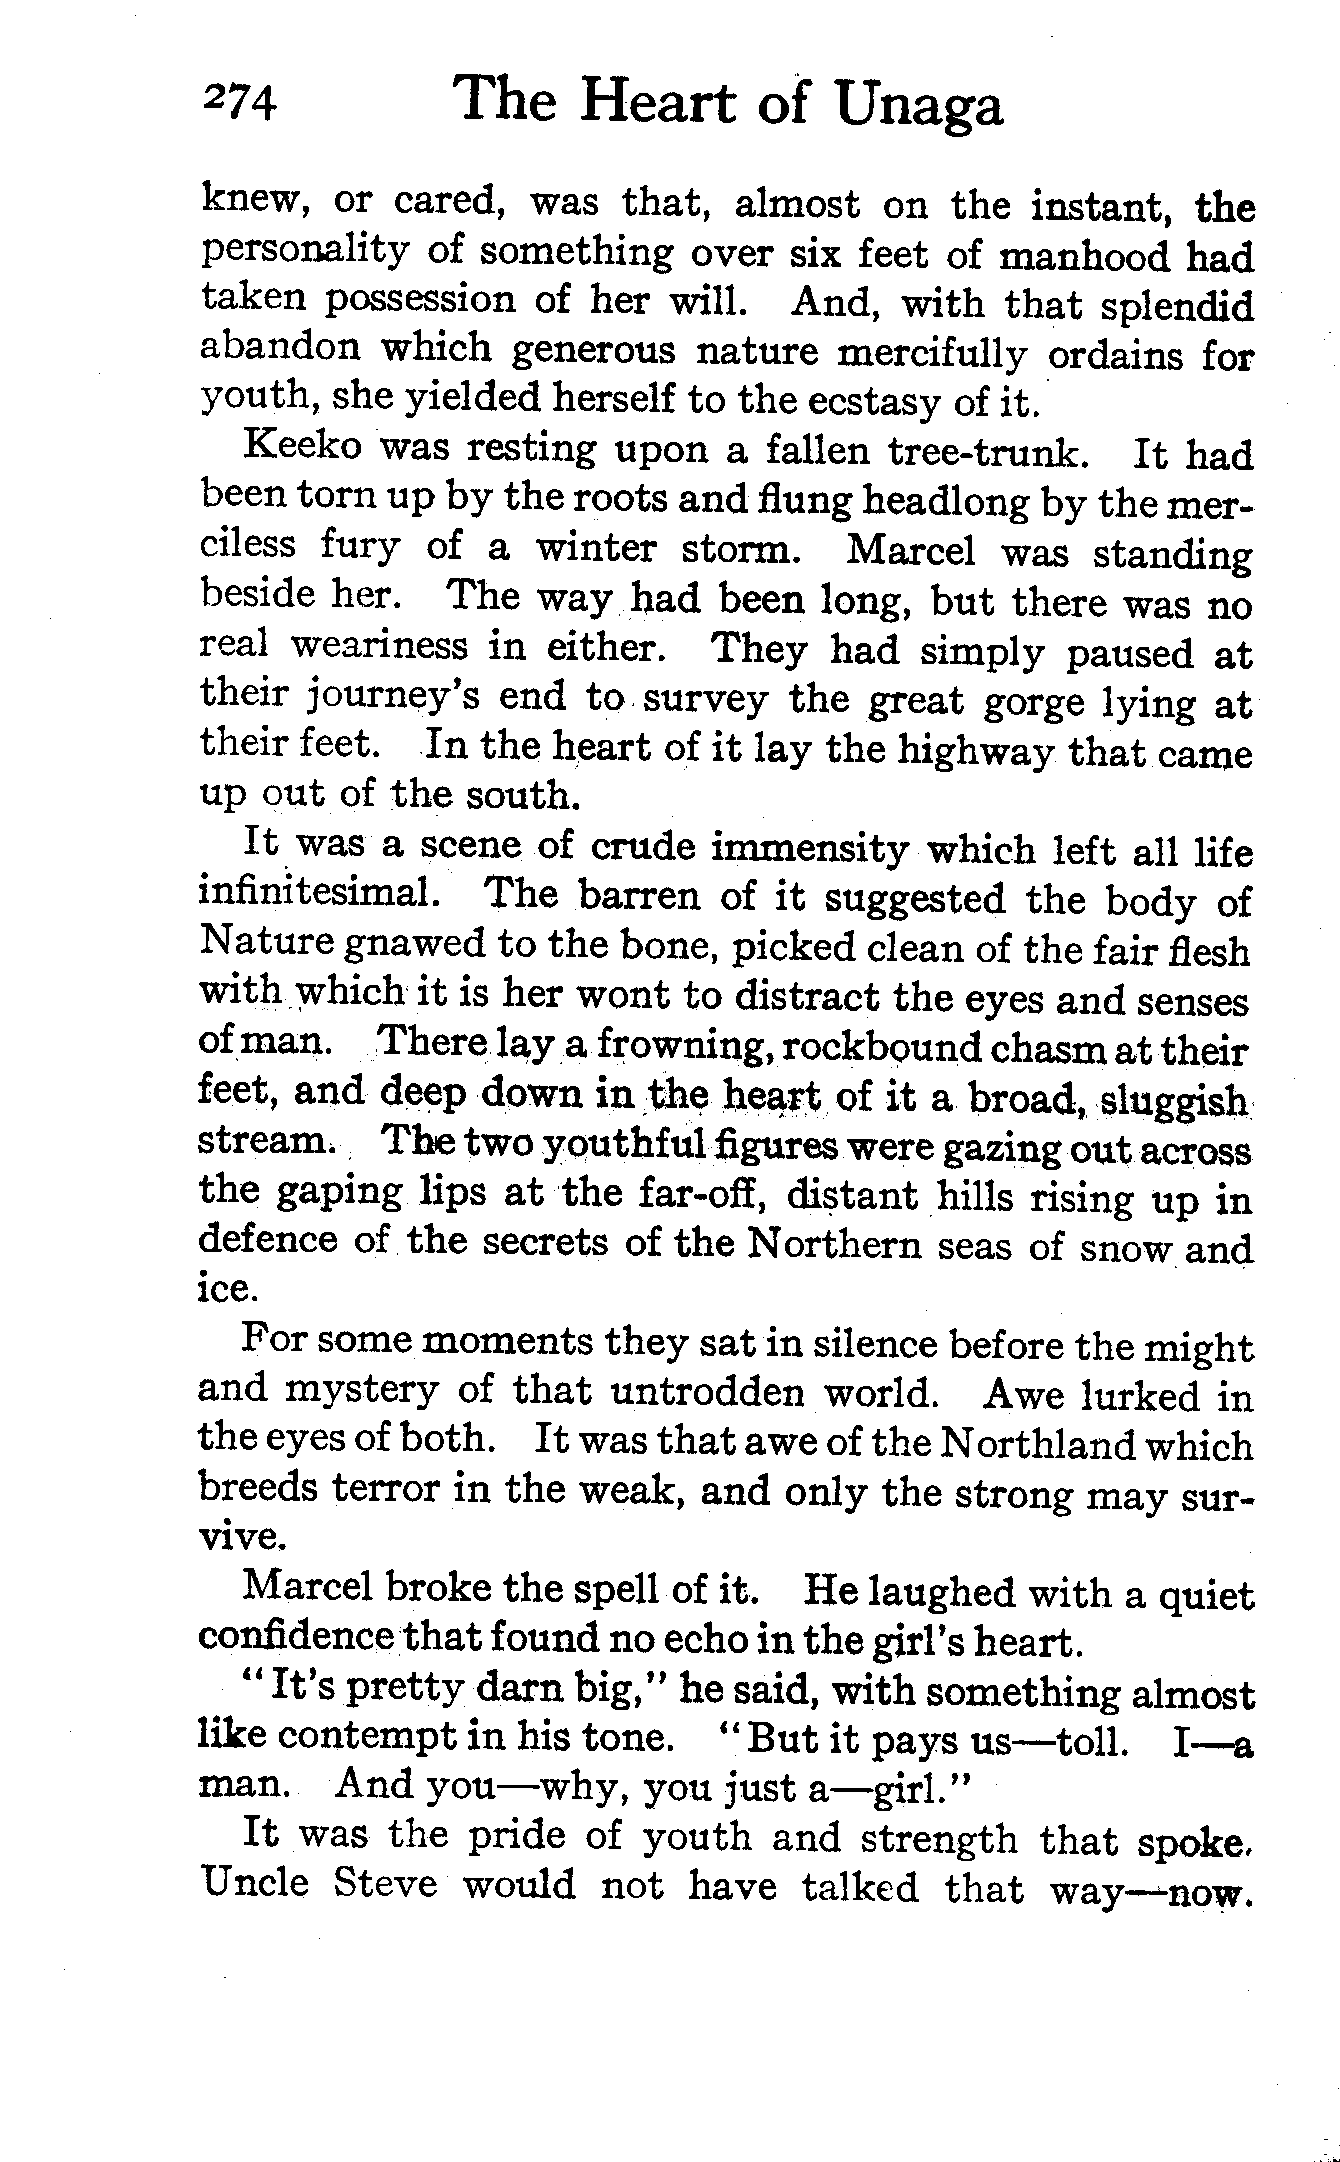 274 The Heart of Unaga
knew, or cared, was that, almost on the instant, the
personality of something over six feet of manhood had
taken possession of her will. And, with that splendid
abandon which generous nature mercifully ordains for
youth, she yielded herself to the ecstasy of it.
Keeko was resting upon a fallen tree-trunk. It had
been torn up by the roots and flung headlong by the mer-
ciless fury of a winter storm. Marcel was standing
beside her. The way had been long, but there was no
real weariness in either. They had simply paused at
their journey's end to survey the great gorge lying at
their feet. In the heart of it lay the highway that came
up out of the south.
It was a scene of crude immensity which left all life
infinitesimal. The barren of it suggested the body of
Nature gnawed to the bone, picked clean of the fair flesh
with which it is her wont to distract the eyes and senses
of man. There lay a frowning, rockbound chasm at their
feet, and deep down in the heart of it a broad, sluggish
stream. The two youthful figures were gazing out across
the gaping lips at the far-off, distant hills rising up in
defence of the secrets of the Northern seas of snow and
ice.
For some moments they sat in silence before the might
and mystery of that untrodden world. Awe lurked in
the eyes of both. It was that awe of the Northland which
breeds terror in the weak, and only the strong may sur-
vive.
Marcel broke the spell of it. He laughed with a quiet
confidence that found no echo in the girl's heart.
"It's pretty darn big," he said, with something almost
like contempt in his tone. "But it pays us—toll. I—a
man. And you—why, you just a—girl."
It was the pride of youth and strength that spoke.
Uncle Steve would not have talked that way—now.